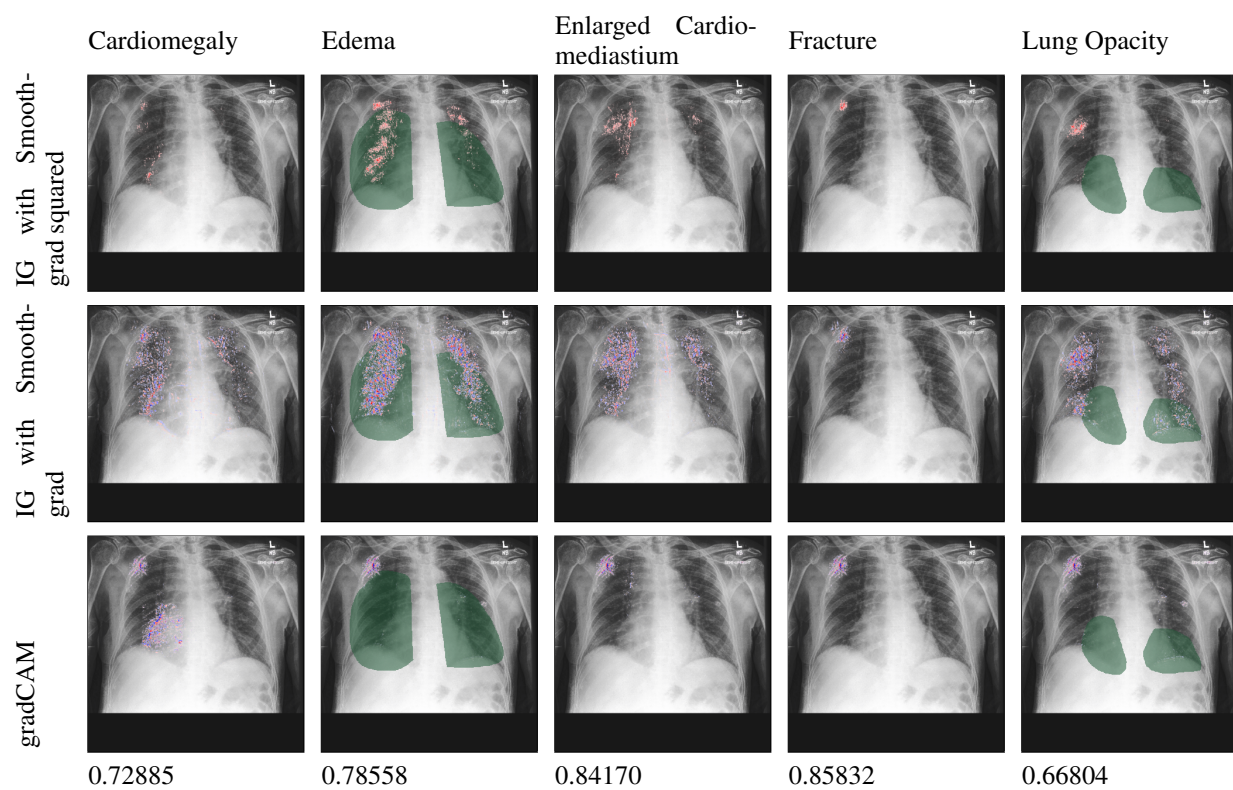 Cardiomegaly
Edema
Enlarged Cardio-
mediastium
Fracture
Lung Opacity
IG with Smooth-
grad squared
L
L
L
L
L
IG with Smooth-
grad
L
L
L
L
L
gradCAM
L
L
L
L
L
0.72885
0.78558
0.84170
0.85832
0.66804